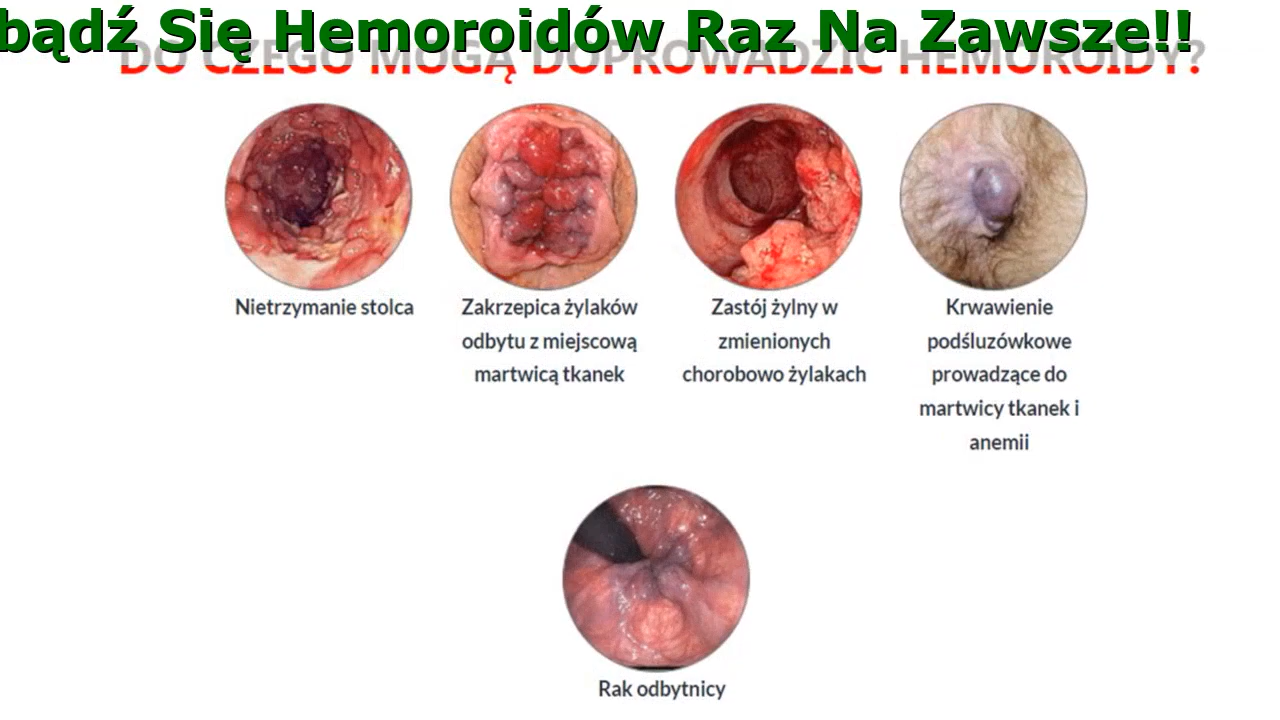 bądź Się Hemoroidów Raz Na Zawsze!!
DO CZEGO MOGĄ DOPROWADZIĆ HEMOROIDY?
Nietrzymanie stolca
Zakrzepica żylaków
odbytu z miejscową
martwicą tkanek
Zastój żylny w
zmienionych
chorobowo żylakach
Krwawienie
podśluzówkowe
prowadzące do
martwicy tkanek i
anemii
Rak odbytnicy